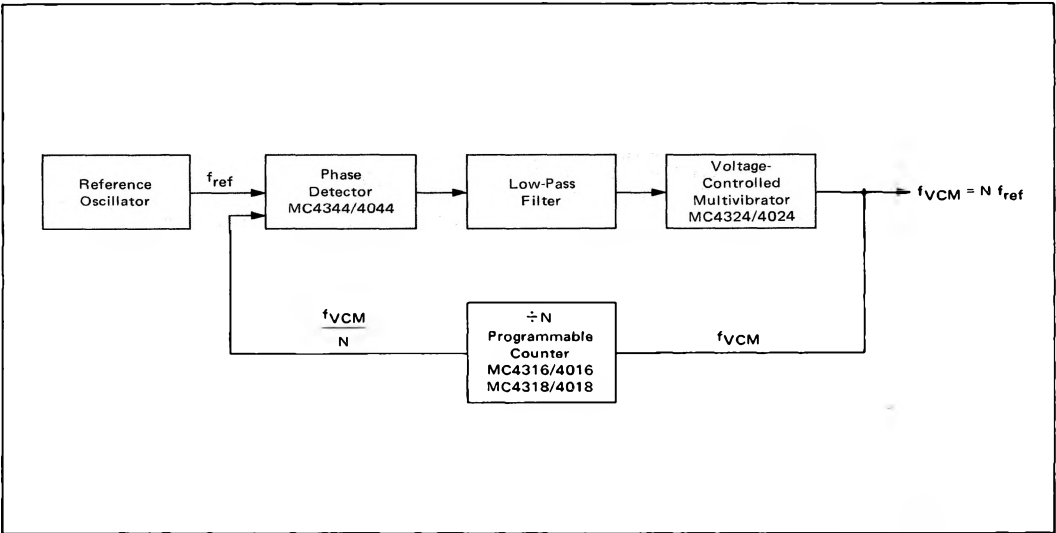 Reference
Oscillator
fref
Phase
Detector
MC4344/4044
Low-Pass
Filter
Voltage-
Controlled
Multivibrator
MC4324/4024
fVCM = N fref
fVCM
N
÷N
Programmable
Counter
MC4316/4016
MC4318/4018
fVCM